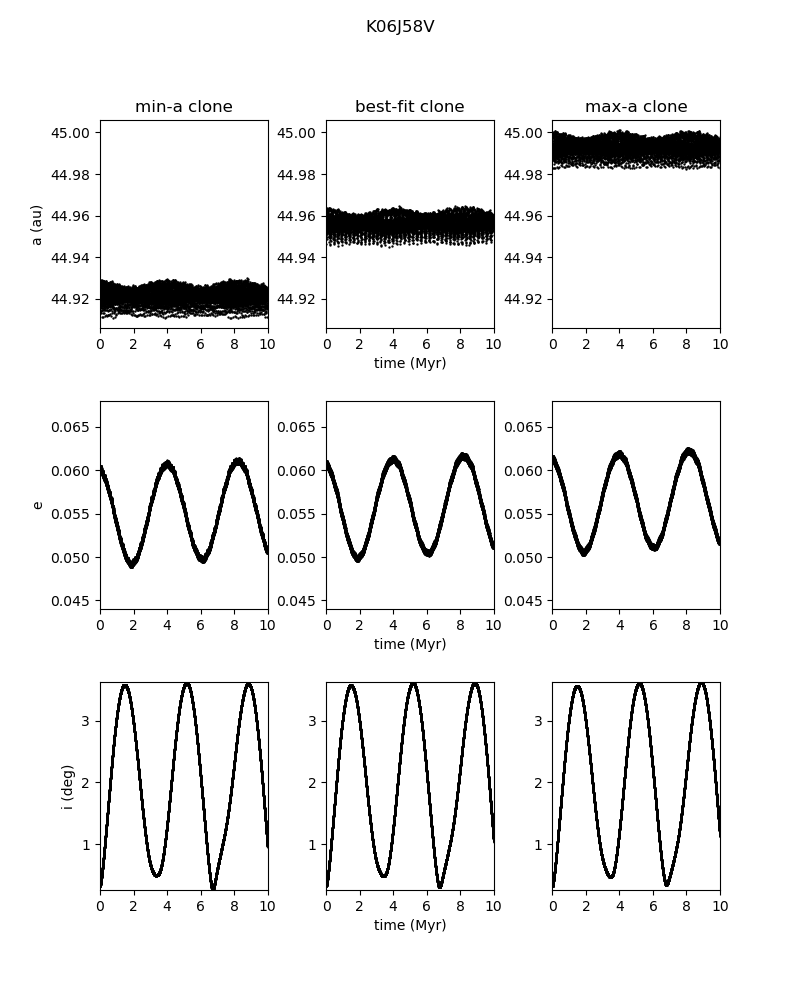 K06J58V
min-a clone best-fit clone max-a clone
45.00 45.00 45.00
44.98 44.98 44.98
44.96 44.96 44.96
a (au)
44.94 44.94 44.94
44.92 44.92 44.92
0 2 4 6 8 10 0 2 4 6 8 10 0 2 4 6 8 10
time (Myr)
0.065 0.065 0.065
0.060 0.060 0.060
e
0.055 0.055 0.055
0.050 0.050 0.050
0.045 0.045 0.045
0 2 4 6 8 10 0 2 4 6 8 10 0 2 4 6 8 10
time (Myr)
3 3 3
i (deg)
2 2 2
1 1 1
0 2 4 6 8 10 0 2 4 6 8 10 0 2 4 6 8 10
time (Myr)